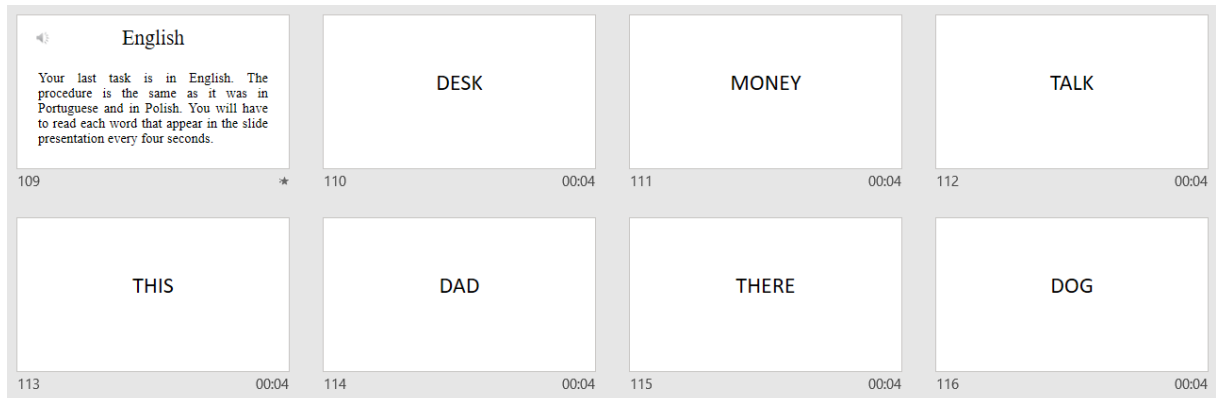 English
Your last task is in English. The
procedure is the same as it was in
Portuguese and in Polish. You will have
to read each word that appear in the slide
presentation every four seconds.
109
DESK
110 00:04
MONEY
111 00:04
TALK
112 00:04
THIS
113 00:04
DAD
114 00:04
THERE
115 00:04
DOG
116 00:04